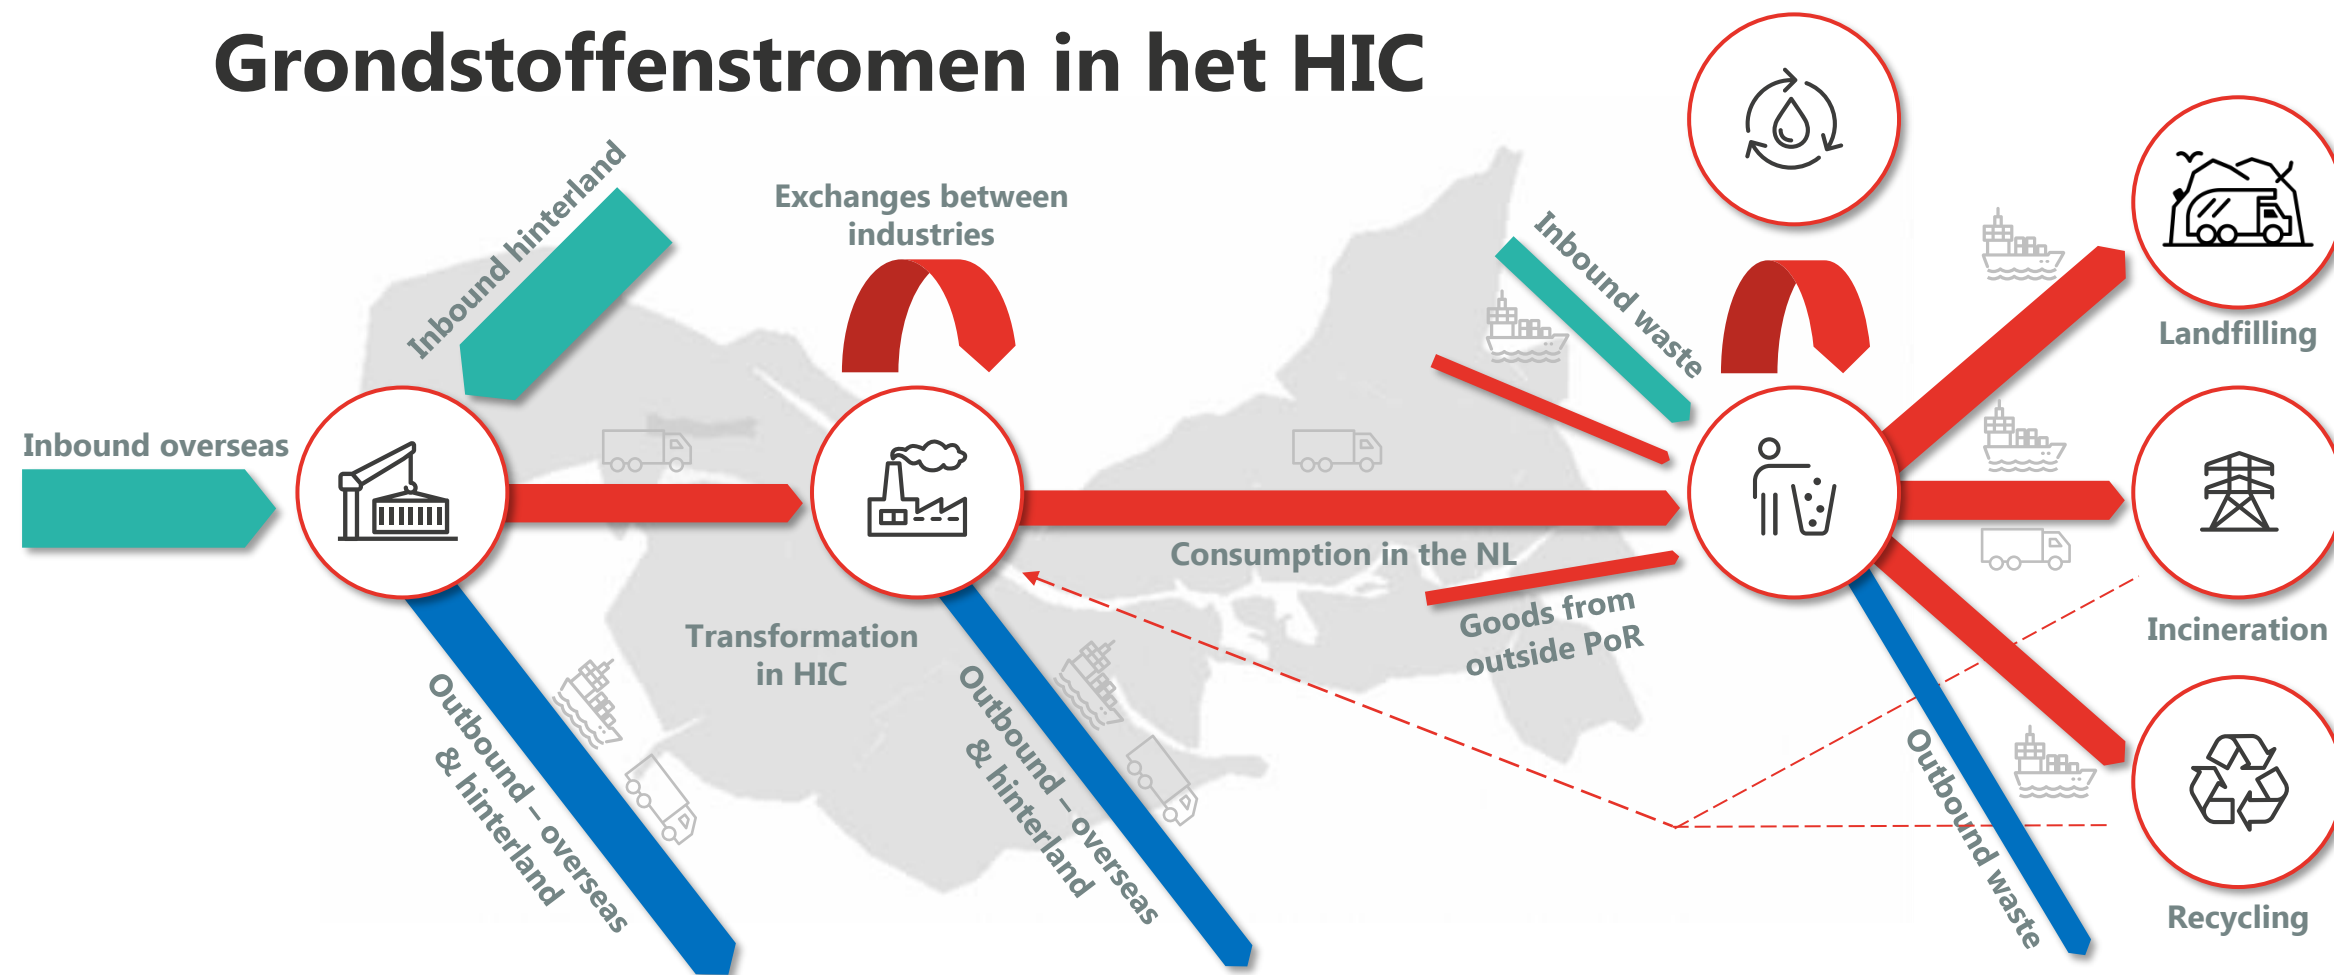 Grondstoffenstromen in het HIC
Inbound hinterland
Exchanges between
industries
Inbound waste
Landfilling
Inbound overseas
Consumption in the NL
Goods from
outside PoR
Transformation
in HIC
Incineration
Outbound – overseas
& hinterland
Outbound – overseas
& hinterland
Outbound waste
Recycling